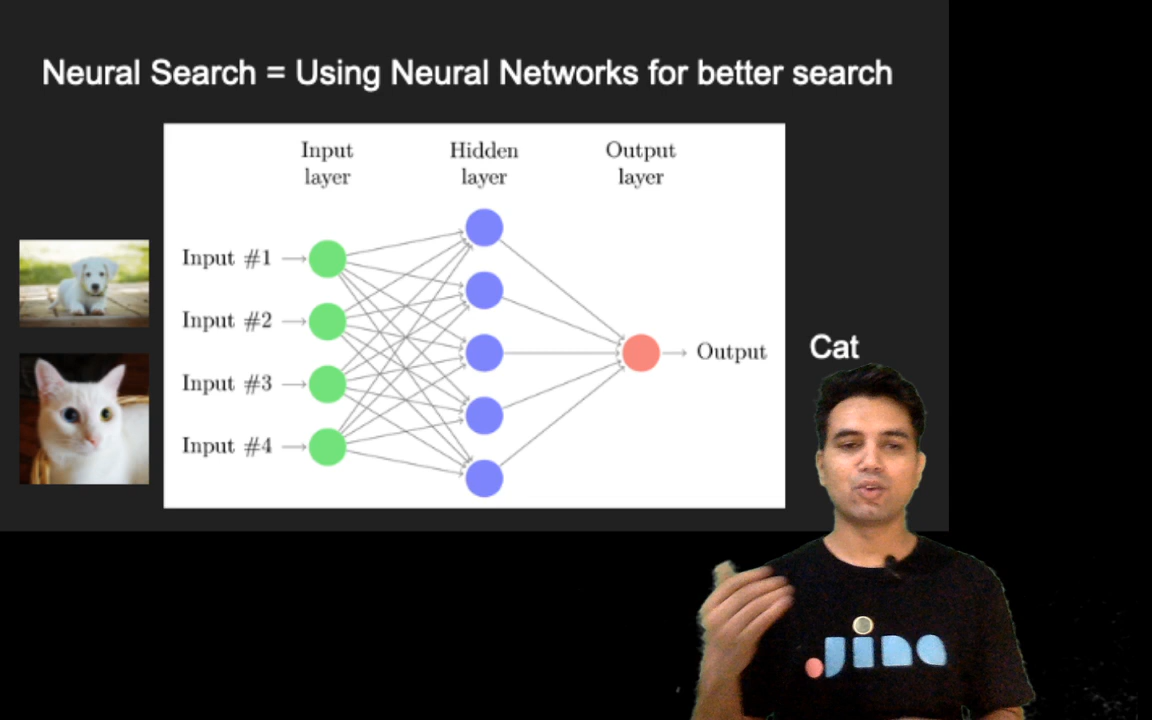 Neural Search = Using Neural Networks for better search
Input
layer
Hidden
layer
Output
layer
Input #1
Input #2
Input #3
Input #4
Output
Cat
.jina